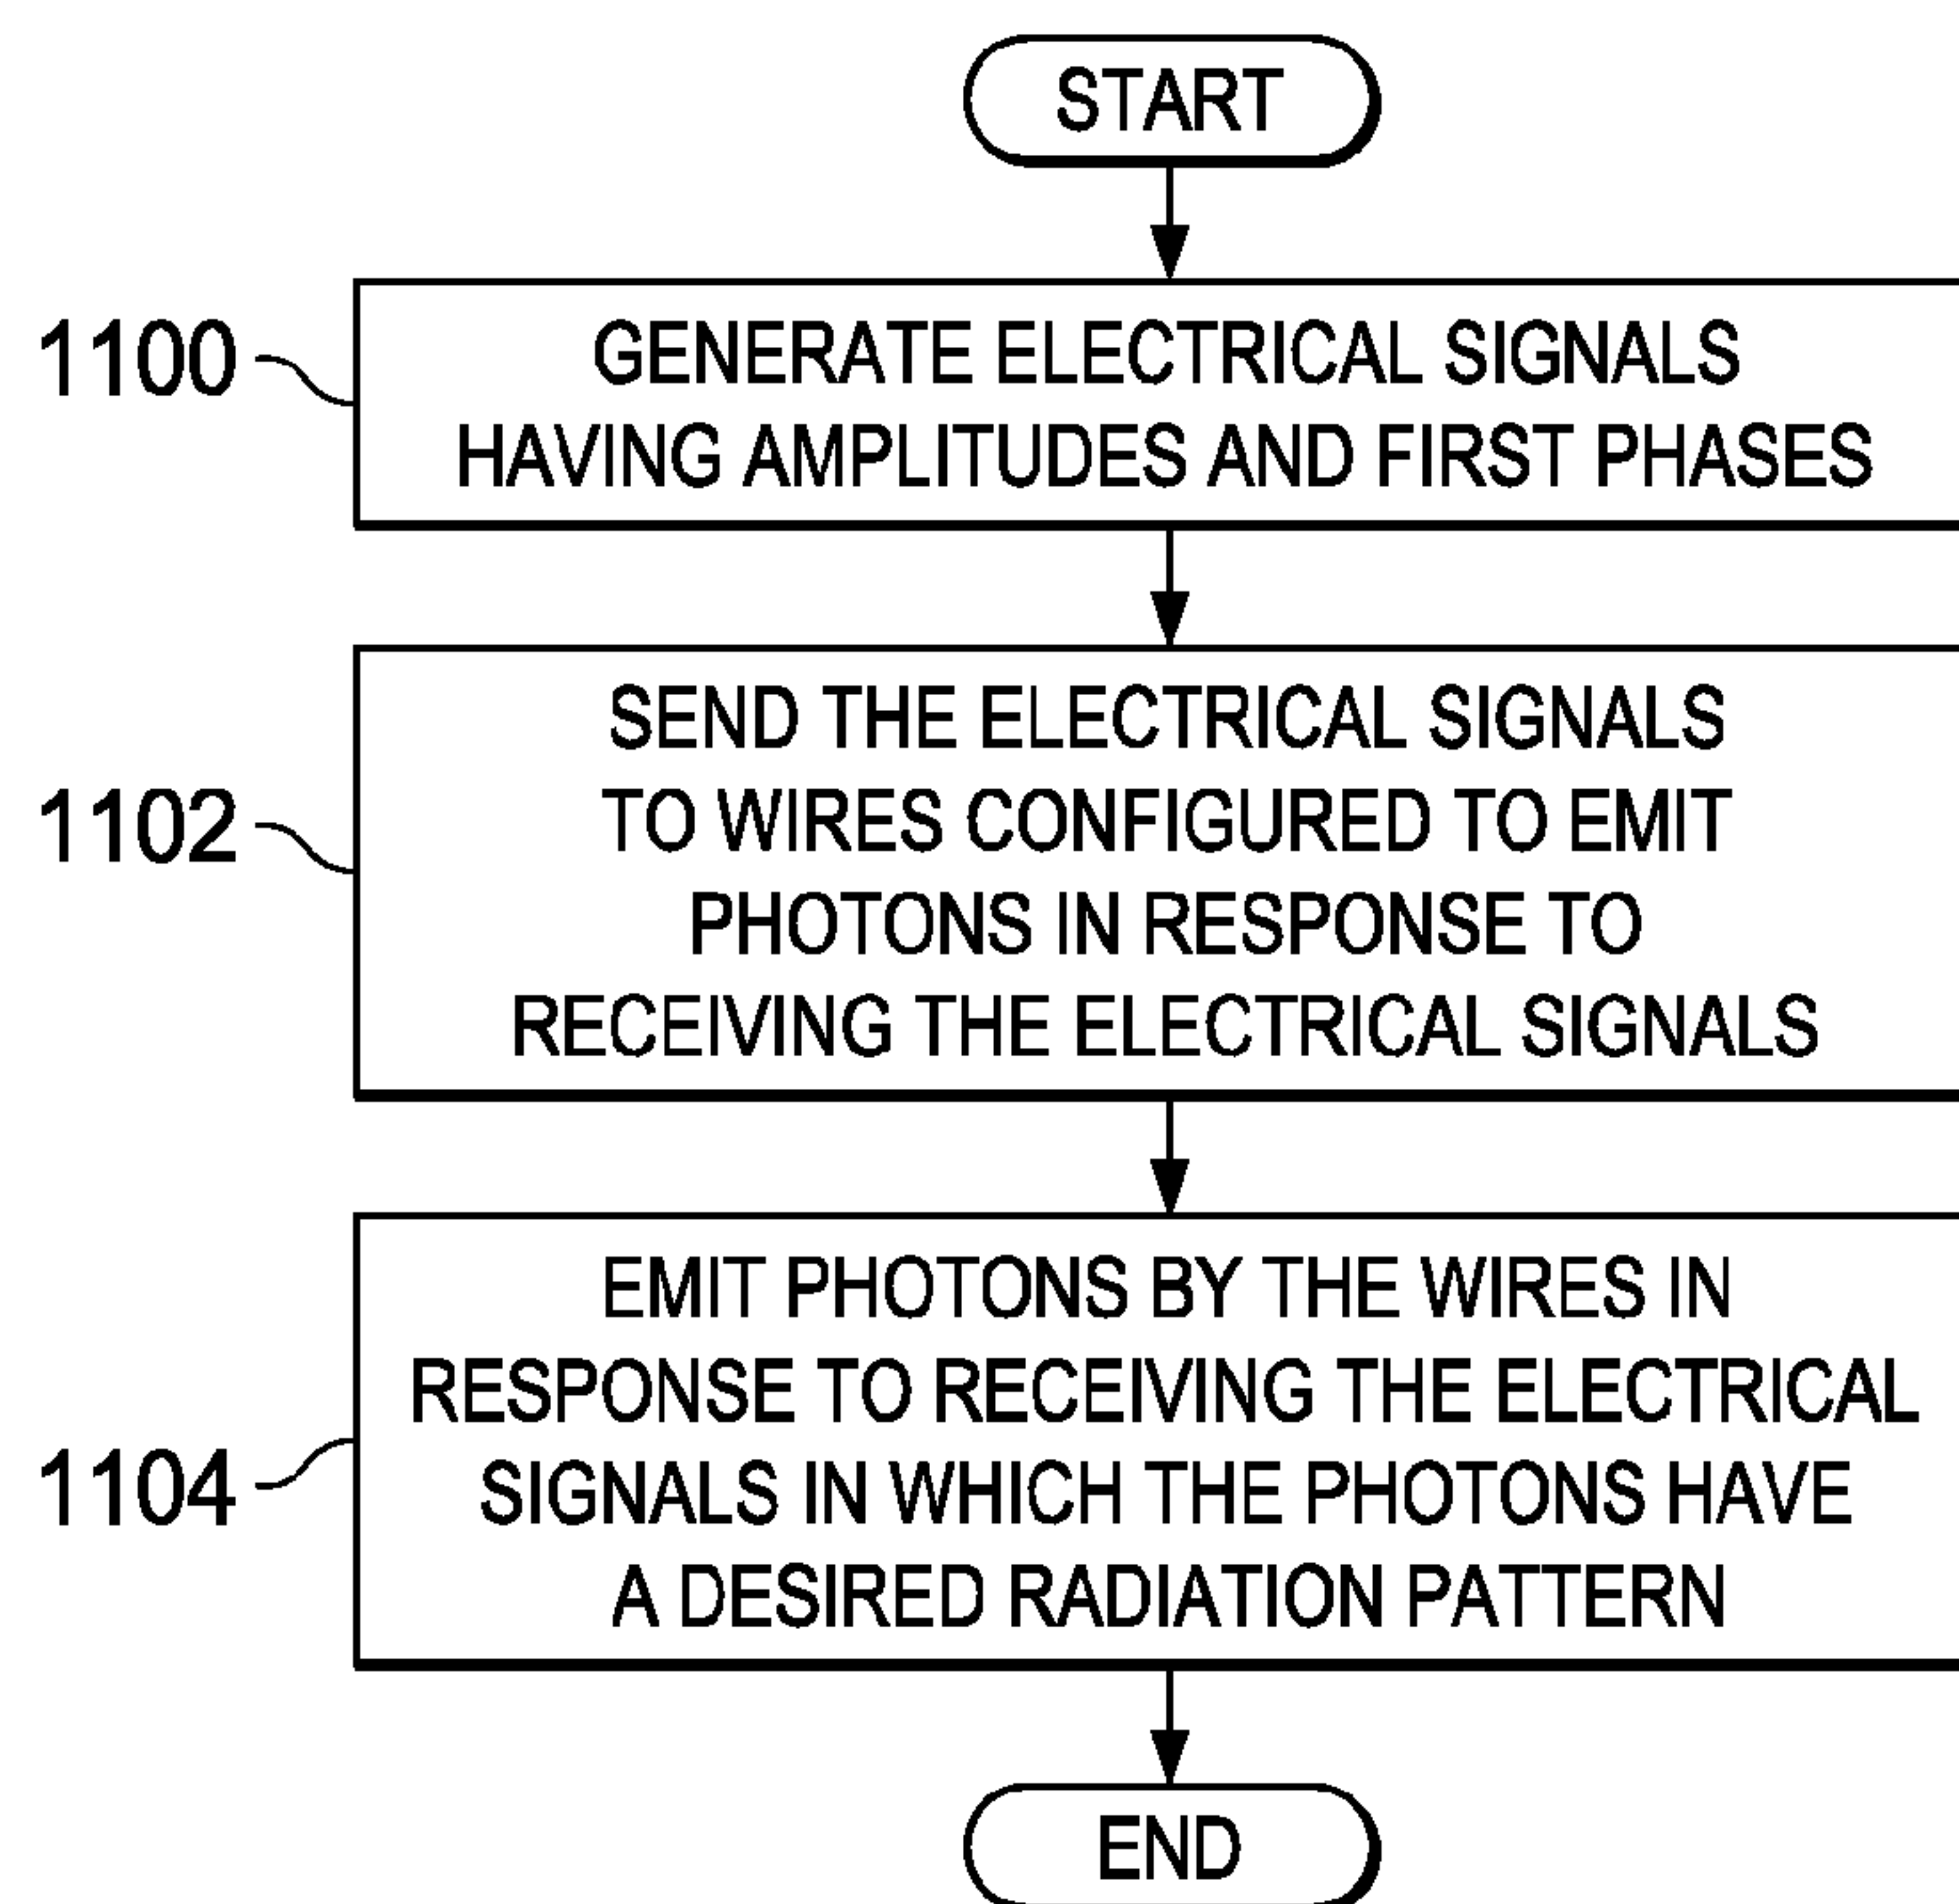 START
1100
GENERATE ELECTRICAL SIGNALS
HAVING AMPLITUDES AND FIRST PHASES
1102
SEND THE ELECTRICAL SIGNALS
TO WIRES CONFIGURED TO EMIT
PHOTONS IN RESPONSE TO
RECEIVING THE ELECTRICAL SIGNALS
1104
EMIT PHOTONS BY THE WIRES IN
RESPONSE TO RECEIVING THE ELECTRICAL
SIGNALS IN WHICH THE PHOTONS HAVE
A DESIRED RADIATION PATTERN
END